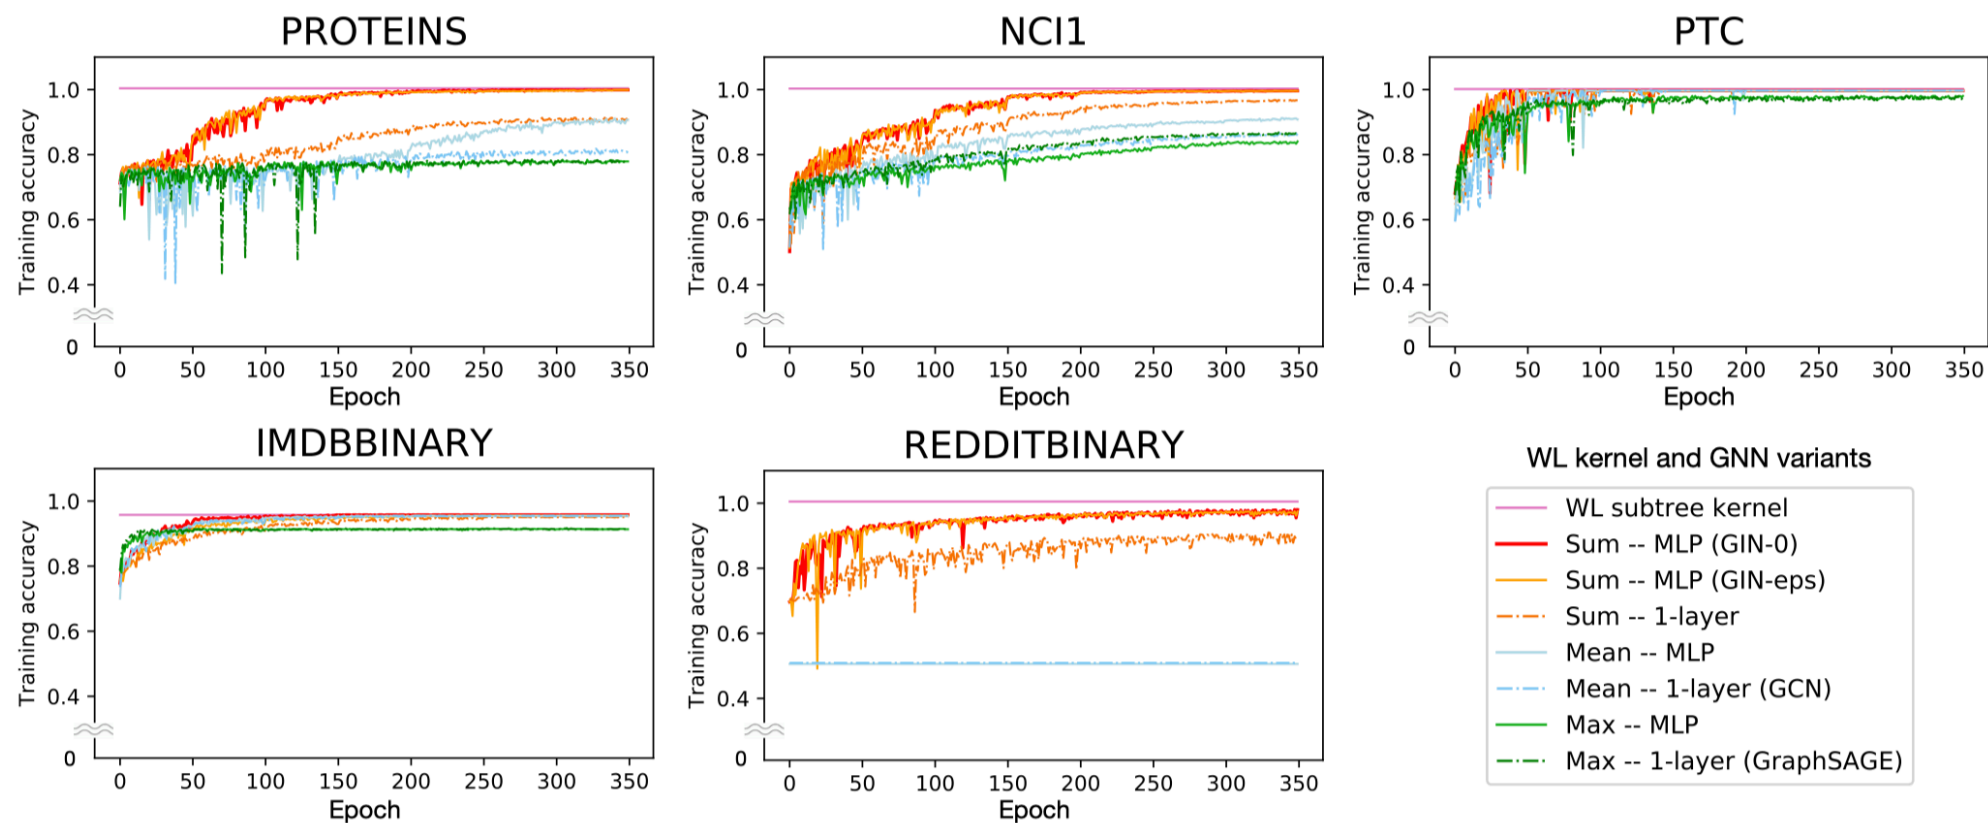 PROTEINS
Training accuracy
1.0
0.8
0.6
0.4
0
0 50 100 150 200 250 300 350
Epoch
NCI1
Training accuracy
1.0
0.8
0.6
0.4
0
0 50 100 150 200 250 300 350
Epoch
PTC
Training accuracy
1.0
0.8
0.6
0.4
0
0 50 100 150 200 250 300 350
Epoch
IMDBBINARY
Training accuracy
1.0
0.8
0.6
0.4
0
0 50 100 150 200 250 300 350
Epoch
REDDITBINARY
Training accuracy
1.0
0.8
0.6
0.4
0
0 50 100 150 200 250 300 350
Epoch
WL kernel and GNN variants
WL subtree kernel
Sum -- MLP (GIN-0)
Sum -- MLP (GIN-eps)
Sum -- 1-layer
Mean -- MLP
Mean -- 1-layer (GCN)
Max -- MLP
Max -- 1-layer (GraphSAGE)